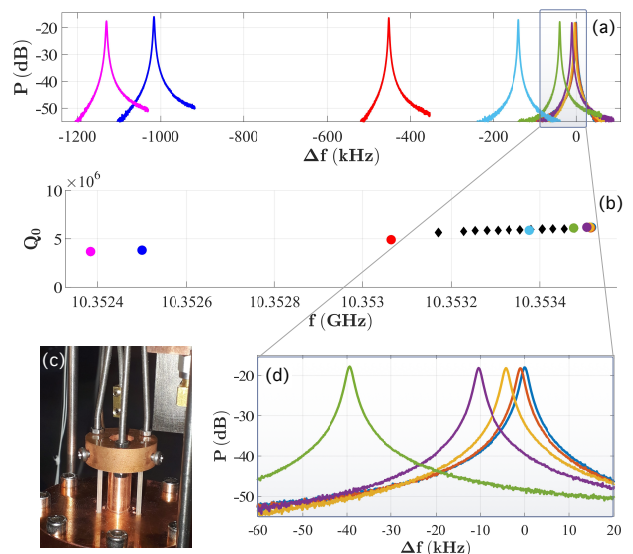 (a)
P (dB)
-20
-30
-40
-50
-1200 -1000 -800 -600 -400 -200 0
Δf (kHz)
×10⁶
(b)
Q₀
10
5
0
10.3524 10.3526 10.3528 10.353 10.3532 10.3534
f (GHz)
(c)
(d)
P (dB)
-20
-30
-40
-50
-60 -50 -40 -30 -20 -10 0 10 20
Δf (kHz)